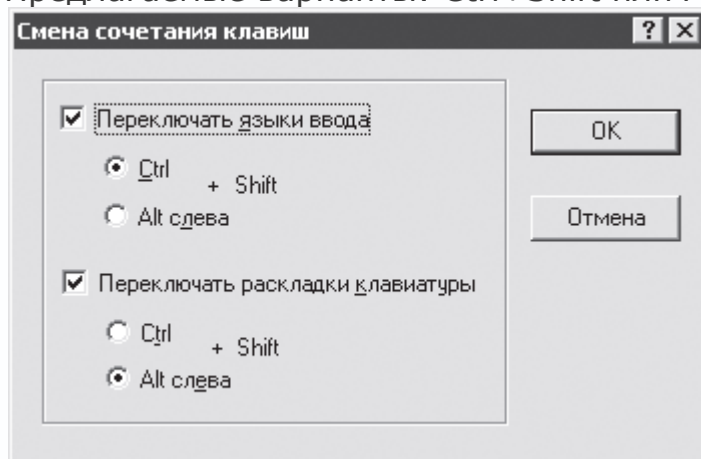 Смена сочетания клавиш
Переключать языки ввода
Ctrl
+ Shift
Alt слева
Переключать раскладки клавиатуры
Ctrl
+ Shift
Alt слева
OK
Отмена